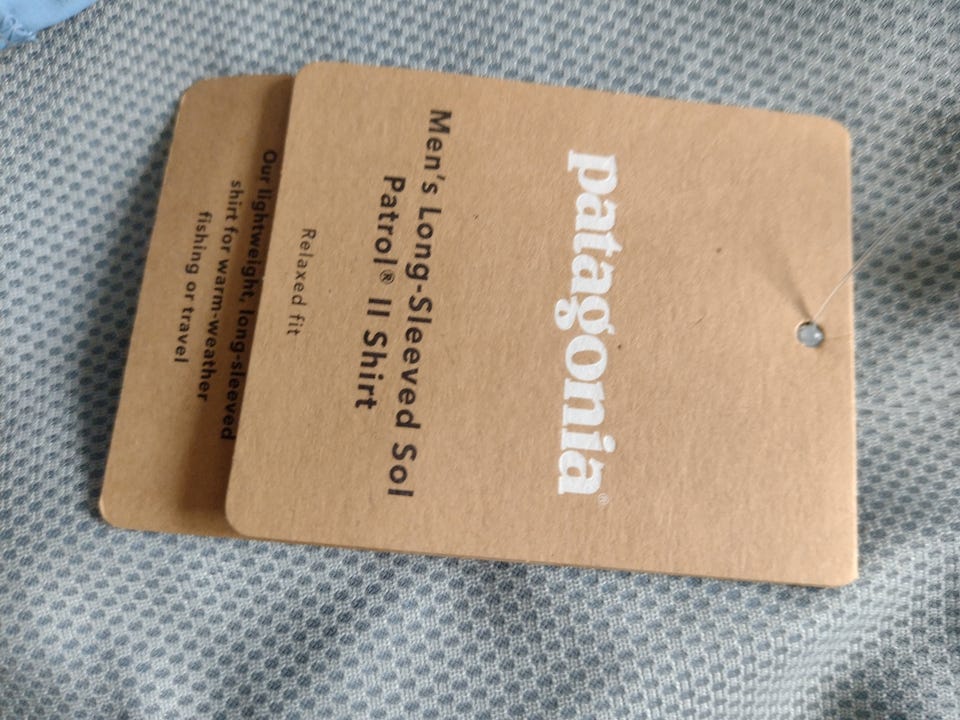 patagonia®
Men's Long-Sleeved Sol
Patrol® II Shirt
Relaxed fit
Our lightweight, long-sleeved
shirt for warm-weather
fishing or travel